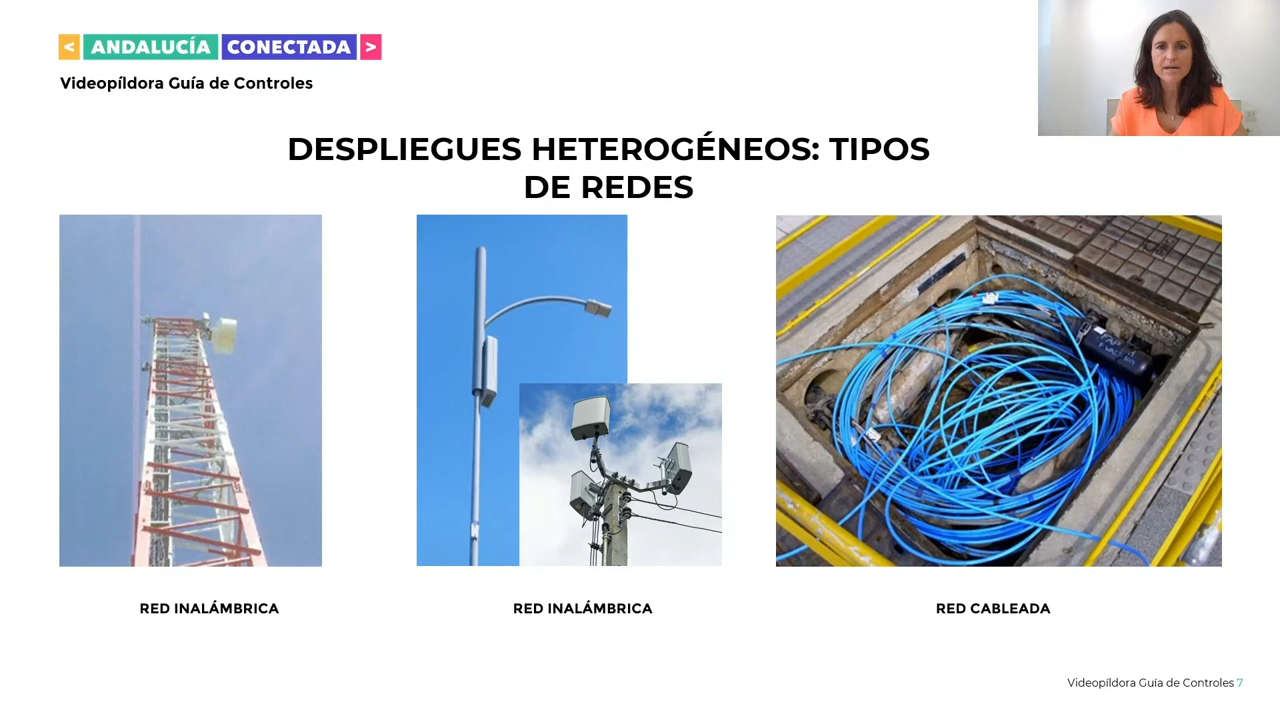 < ANDALUCÍA CONECTADA >
Videopíldora Guía de Controles
DESPLIEGUES HETEROGÉNEOS: TIPOS
DE REDES
RED INALÁMBRICA
RED INALÁMBRICA
RED CABLEADA
Videopíldora Guía de Controles 7